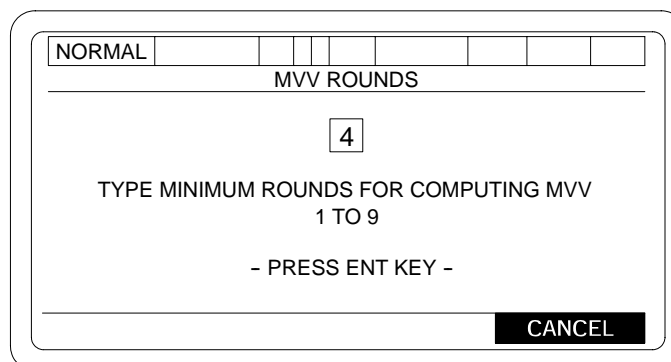 NORMAL
MVV ROUNDS
4
TYPE MINIMUM ROUNDS FOR COMPUTING MVV
1 TO 9
- PRESS ENT KEY -
CANCEL